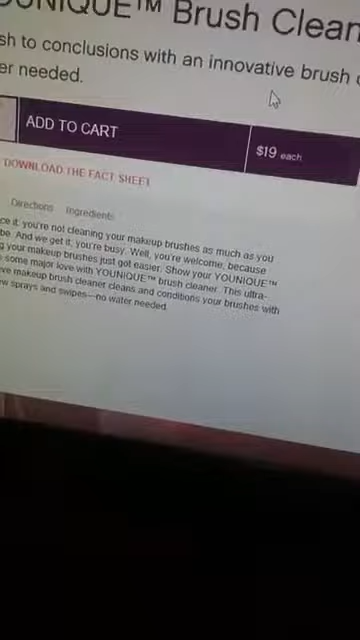 OUNIQUE™ Brush Clean
sh to conclusions with an innovative brush
er needed.
ADD TO CART
$19 each
DOWNLOAD THE FACT SHEET
Directions Ingredients
ce it: you're not cleaning your makeup brushes as much as you
be. And we get it, you're busy. Well, you're welcome, because
g your makeup brushes just got easier. Show your YOUNIQUE™
some major love with YOUNIQUE™ brush cleaner. This ultra-
ve makeup brush cleaner cleans and conditions your brushes with
w sprays and swipes—no water needed.